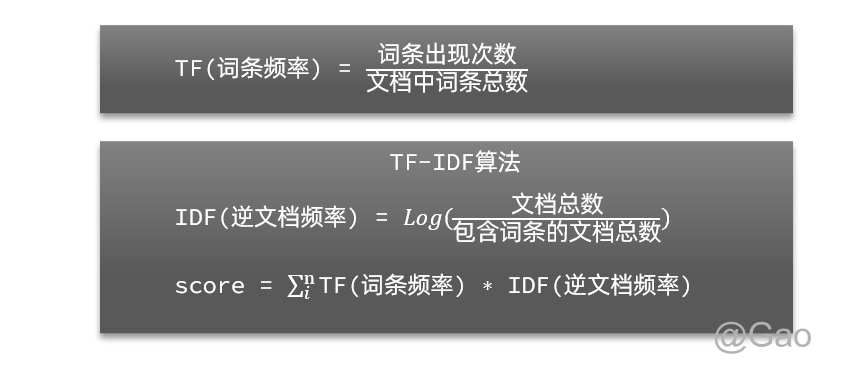 TF(词条频率) = 词条出现次数/文档中词条总数
TF-IDF算法
IDF(逆文档频率) = Log(文档总数/包含词条的文档总数)
score = ∑ⁿᵢ TF(词条频率) * IDF(逆文档频率)
@Gao